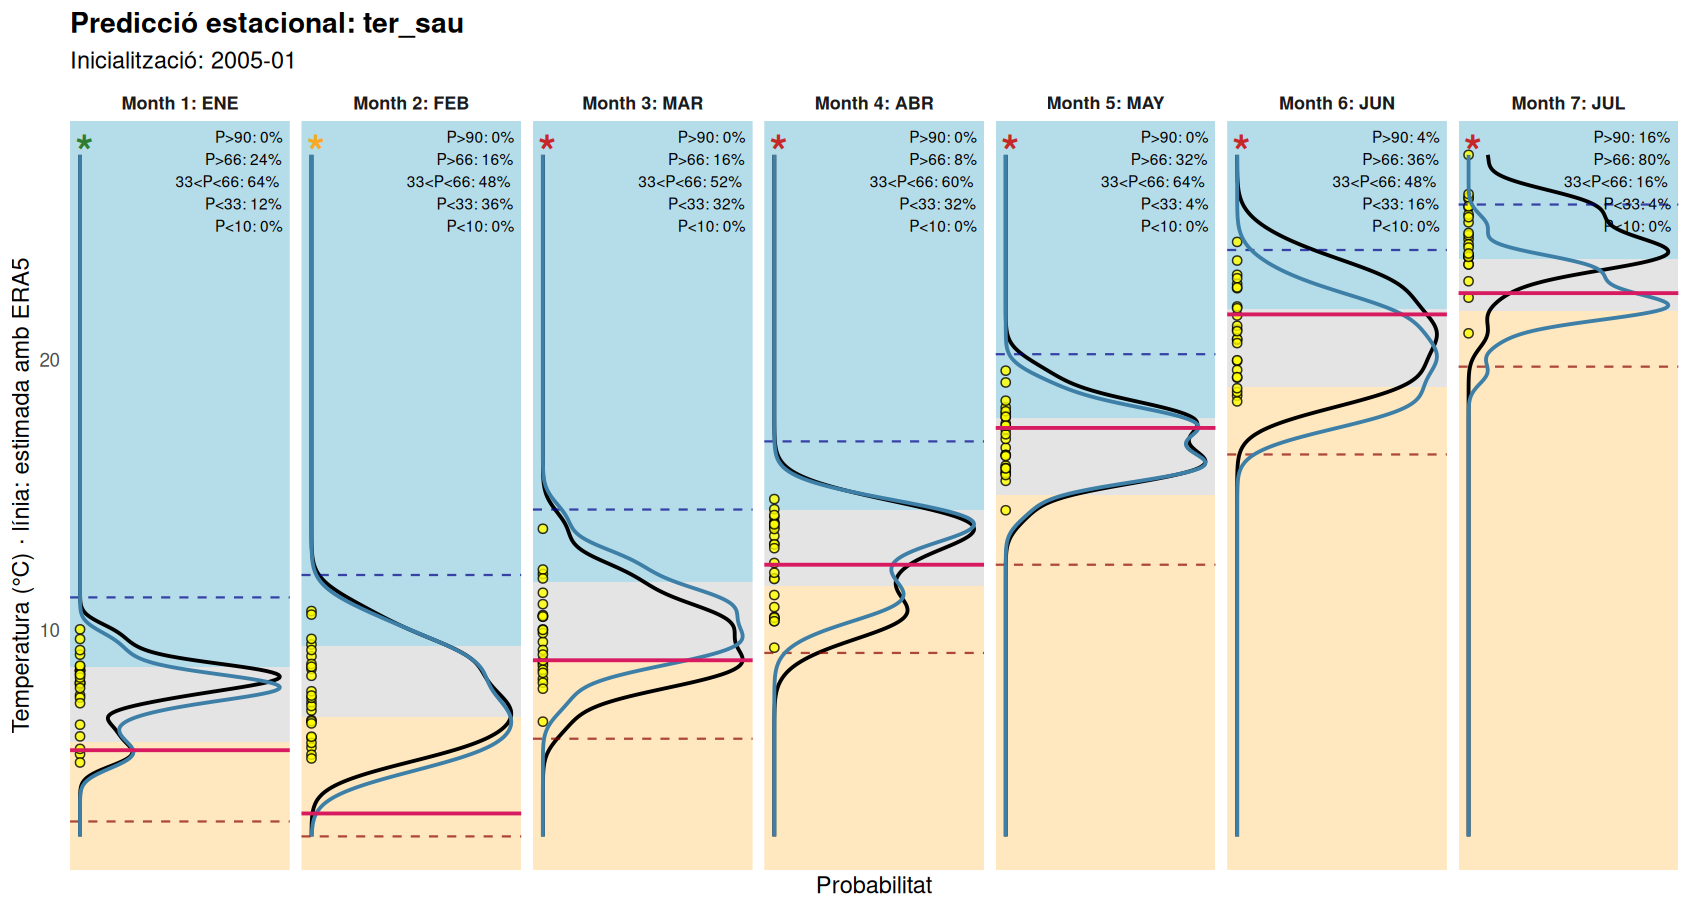 Predicció estacional: ter_sau
Inicialització: 2005-01
Month 1: ENE
Month 2: FEB
Month 3: MAR
Month 4: ABR
Month 5: MAY
Month 6: JUN
Month 7: JUL
*
P>90: 0%
P>66: 24%
33<P<66: 64%
P<33: 12%
P<10: 0%
*
P>90: 0%
P>66: 16%
33<P<66: 48%
P<33: 36%
P<10: 0%
*
P>90: 0%
P>66: 16%
33<P<66: 52%
P<33: 32%
P<10: 0%
*
P>90: 0%
P>66: 8%
33<P<66: 60%
P<33: 32%
P<10: 0%
*
P>90: 0%
P>66: 32%
33<P<66: 64%
P<33: 4%
P<10: 0%
*
P>90: 4%
P>66: 36%
33<P<66: 48%
P<33: 16%
P<10: 0%
*
P>90: 16%
P>66: 80%
33<P<66: 16%
P<33: 4%
P<10: 0%
Temperatura (°C) · línia: estimada amb ERA5
20
10
Probabilitat